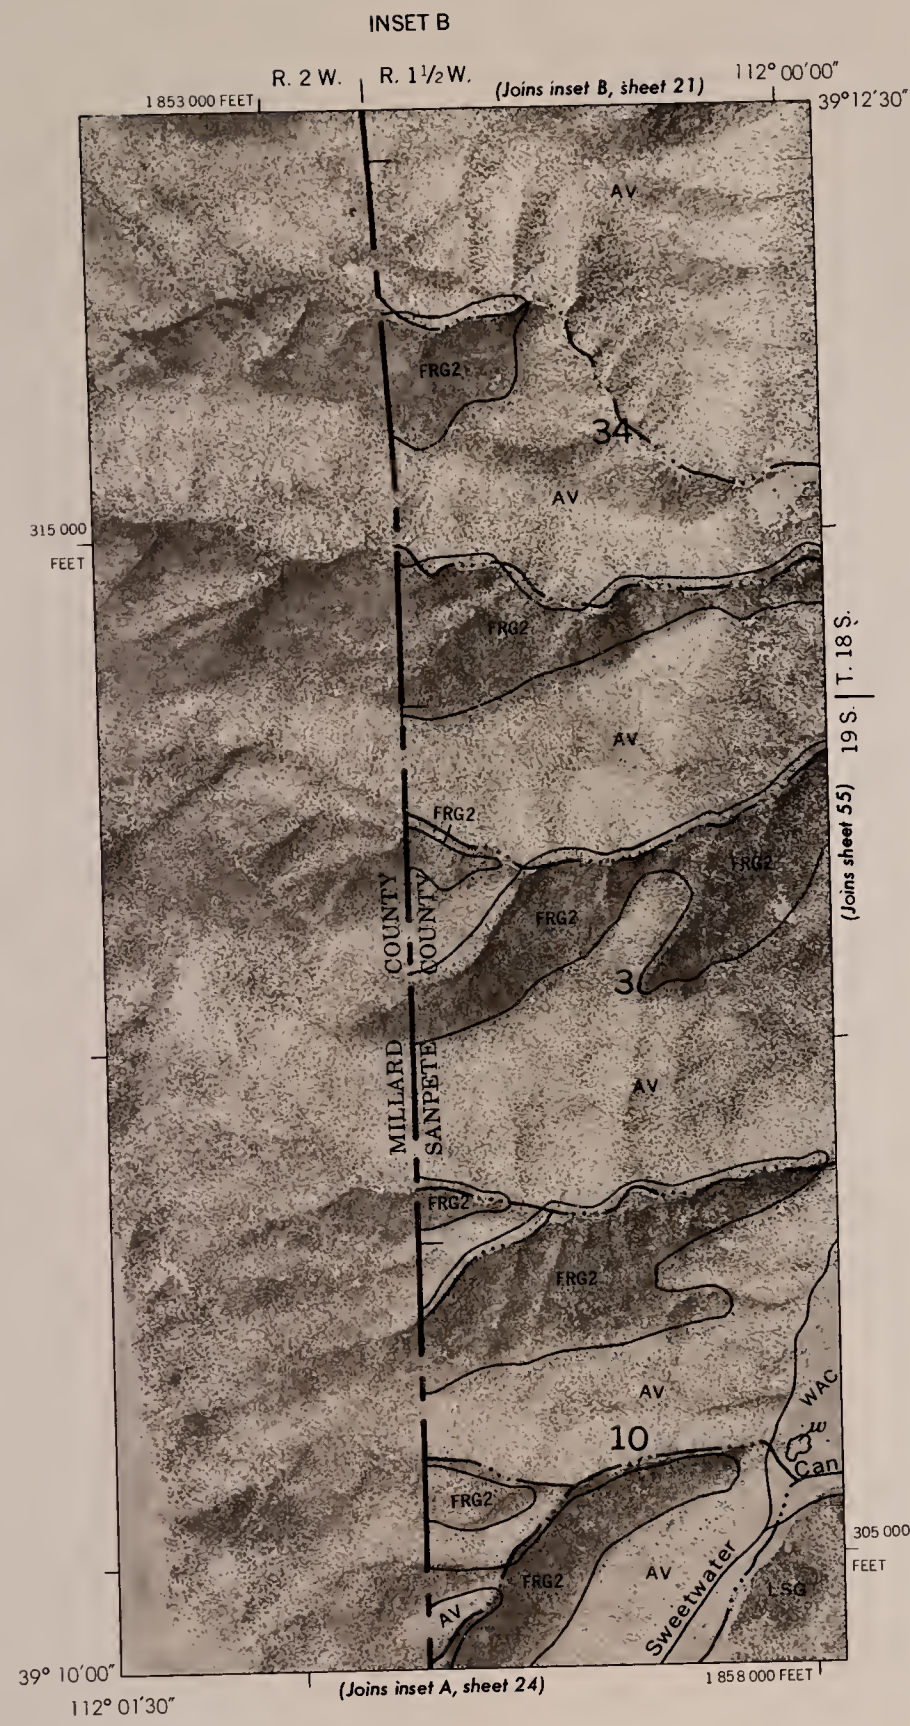 INSET B
R. 2 W. R. 1½ W. (Joins inset B, sheet 21) 112° 00′00″
1 853 000 FEET 39°12′30″
AV
FRG2
34
AV
315 000
FEET
FRG2
T. 18 S.
19 S.
AV
FRG2
(Joins sheet 55)
FRG2
FRG2
MILLARD COUNTY
SANPETE COUNTY
3
AV
FRG2
FRG2
AV
WAC
10
w
Can
FRG2
305 000
FEET
FRG2
AV
Sweetwater
LSG
AV
39° 10′00″
112° 01′30″
(Joins inset A, sheet 24)
1 858 000 FEET